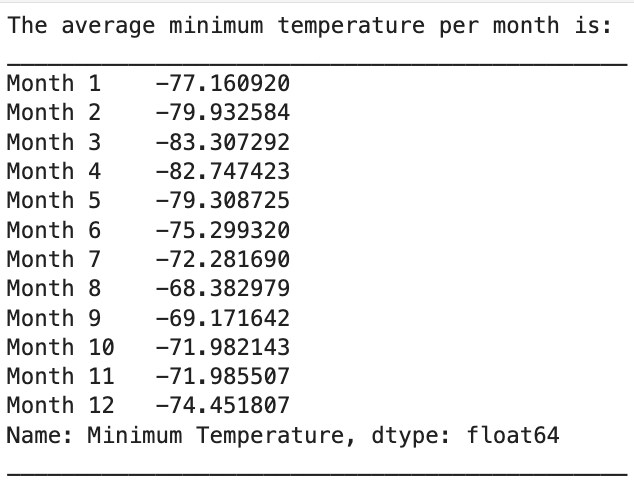 The average minimum temperature per month is:
Month 1    -77.160920
Month 2    -79.932584
Month 3    -83.307292
Month 4    -82.747423
Month 5    -79.308725
Month 6    -75.299320
Month 7    -72.281690
Month 8    -68.382979
Month 9    -69.171642
Month 10   -71.982143
Month 11   -71.985507
Month 12   -74.451807
Name: Minimum Temperature, dtype: float64